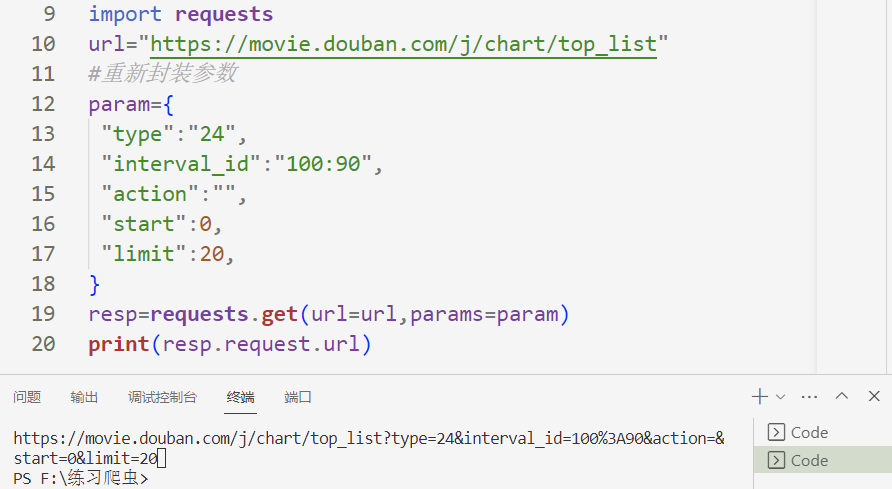 9 import requests
10 url="https://movie.douban.com/j/chart/top_list"
11 #重新封装参数
12 param={
13 "type":"24",
14 "interval_id":"100:90",
15 "action":"",
16 "start":0,
17 "limit":20,
18 }
19 resp=requests.get(url=url,params=param)
20 print(resp.request.url)
问题 输出 调试控制台 终端 端口
https://movie.douban.com/j/chart/top_list?type=24&interval_id=100%3A90&action=&
start=0&limit=20
PS F:\练习爬虫>
Code
Code